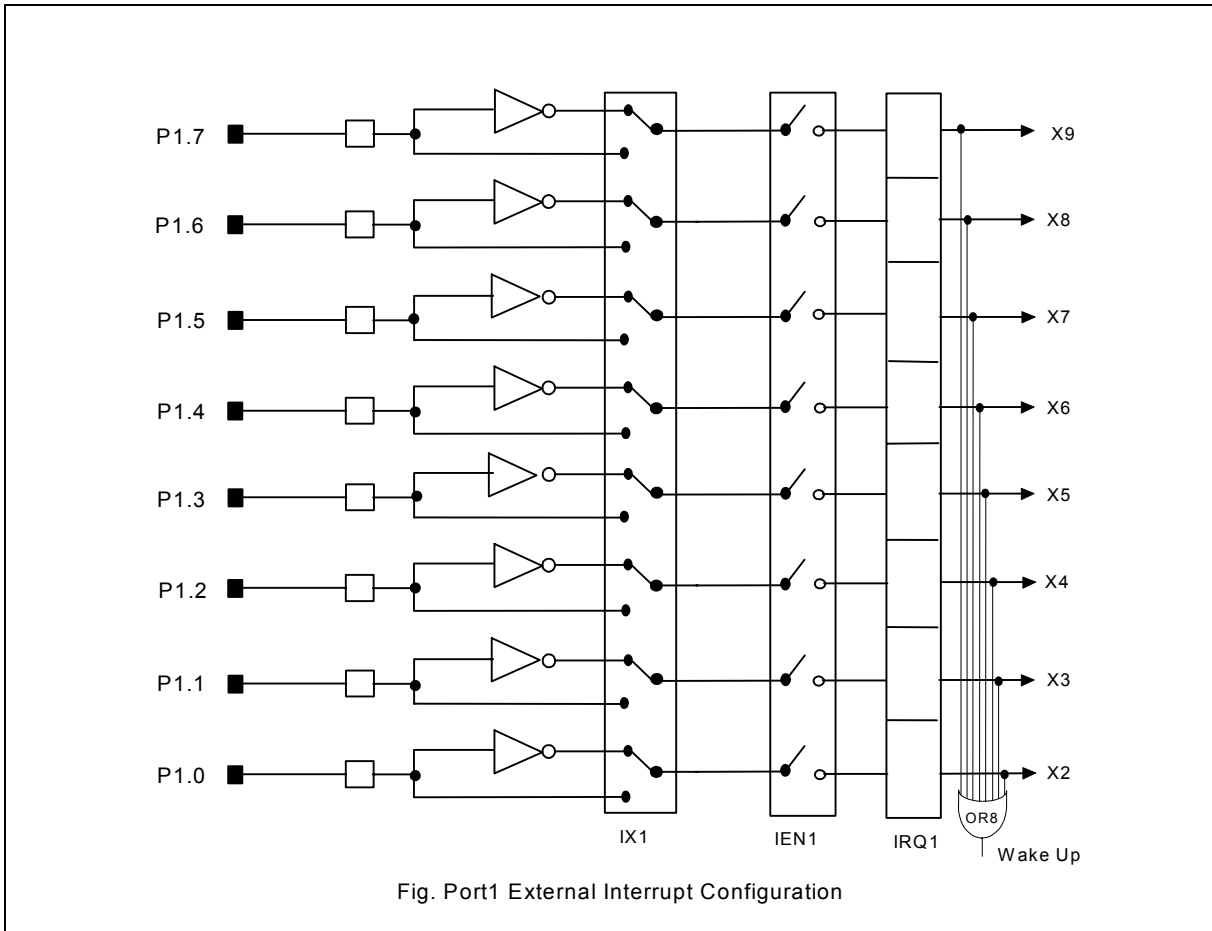 P1.7
X9
P1.6
X8
P1.5
X7
P1.4
X6
P1.3
X5
P1.2
X4
P1.1
X3
P1.0
X2
OR8
IX1
IEN1
IRQ1
Wake Up
Fig. Port1 External Interrupt Configuration